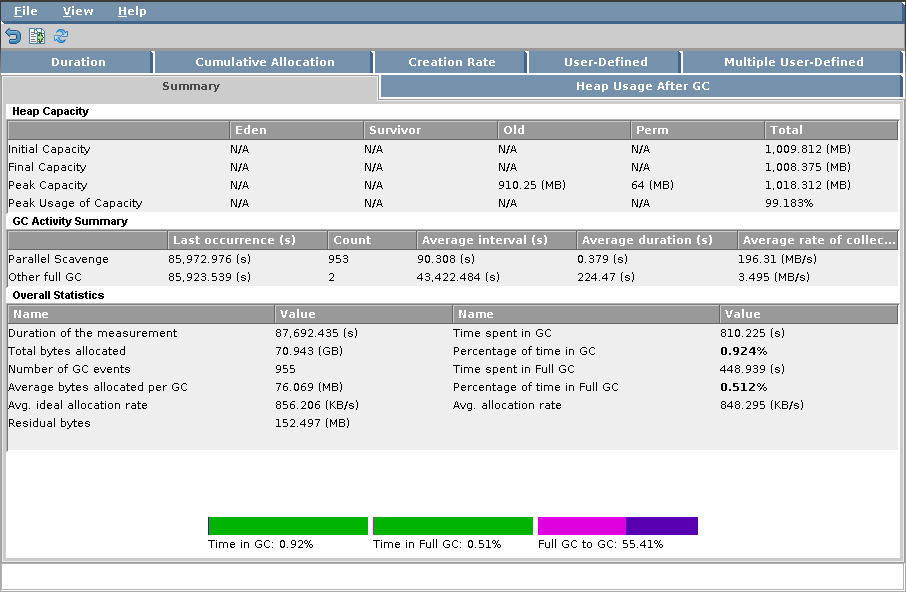 File View Help
Duration Cumulative Allocation Creation Rate User-Defined Multiple User-Defined
Summary Heap Usage After GC
Heap Capacity
Eden Survivor Old Perm Total
Initial Capacity N/A N/A N/A N/A 1,009.812 (MB)
Final Capacity N/A N/A N/A N/A 1,008.375 (MB)
Peak Capacity N/A N/A 910.25 (MB) 64 (MB) 1,018.312 (MB)
Peak Usage of Capacity N/A N/A N/A N/A 99.183%
GC Activity Summary
Last occurrence (s) Count Average interval (s) Average duration (s) Average rate of collec...
Parallel Scavenge 85,972.976 (s) 953 90.308 (s) 0.379 (s) 196.31 (MB/s)
Other full GC 85,923.539 (s) 2 43,422.484 (s) 224.47 (s) 3.495 (MB/s)
Overall Statistics
Name Value Name Value
Duration of the measurement 87,692.435 (s) Time spent in GC 810.225 (s)
Total bytes allocated 70.943 (GB) Percentage of time in GC 0.924%
Number of GC events 955 Time spent in Full GC 448.939 (s)
Average bytes allocated per GC 76.069 (MB) Percentage of time in Full GC 0.512%
Avg. ideal allocation rate 856.206 (KB/s) Avg. allocation rate 848.295 (KB/s)
Residual bytes 152.497 (MB)
Time in GC: 0.92% Time in Full GC: 0.51% Full GC to GC: 55.41%